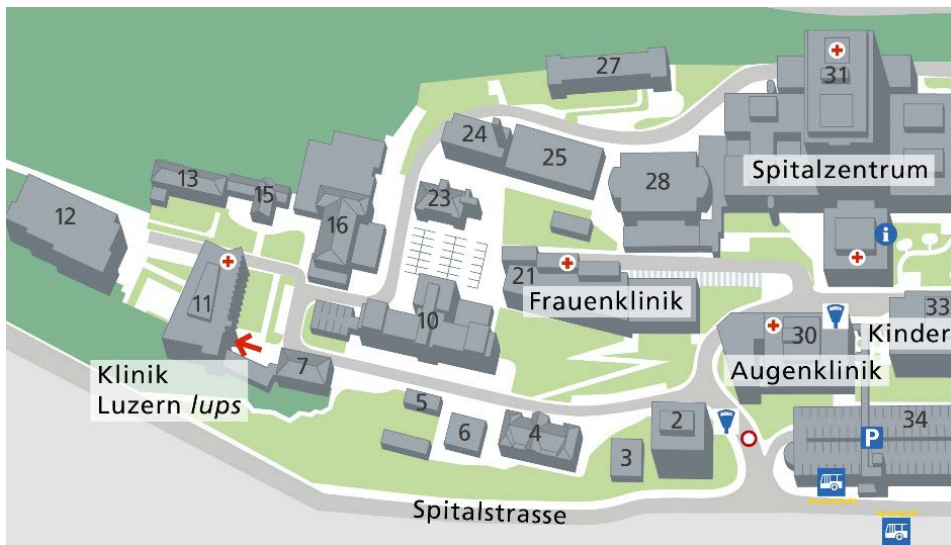 27
31
24
25
Spitalzentrum
13
15
28
23
12
16
i
21
Frauenklinik
11
10
33
30
Kinder
Augenklinik
7
Klinik
Luzern lups
5
6
4
2
34
P
3
Spitalstrasse